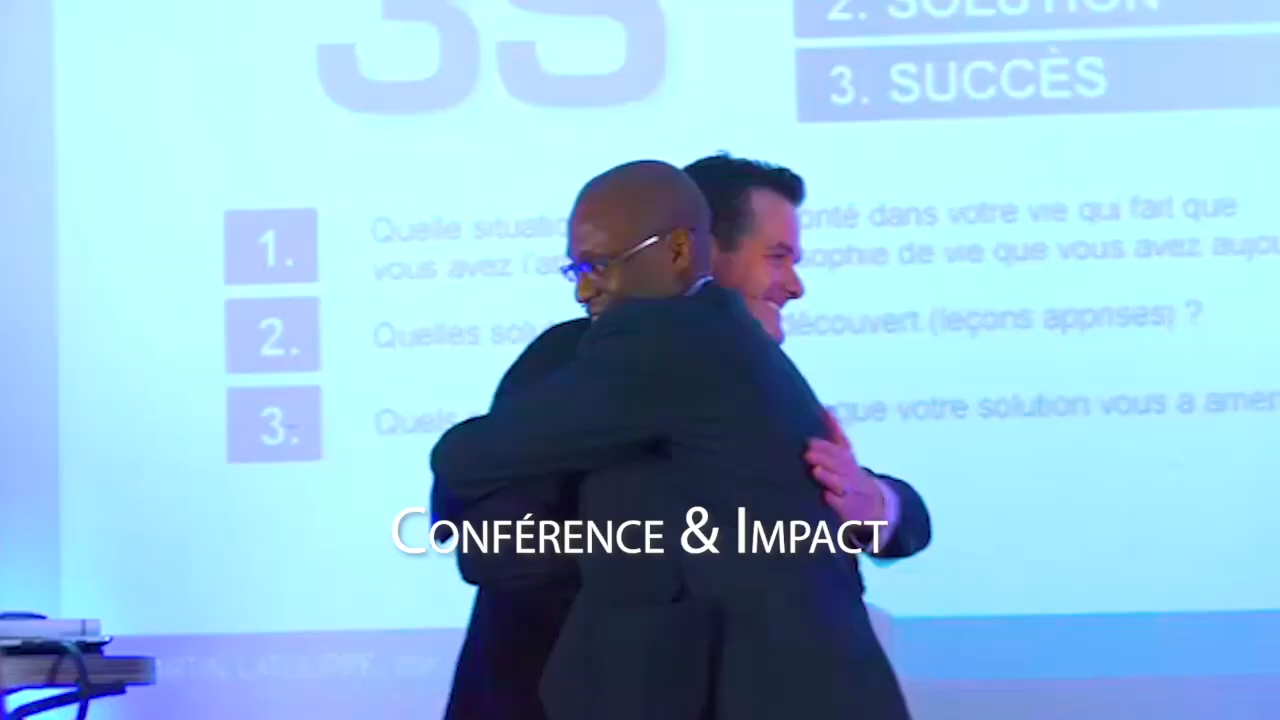 3S
2. SOLUTION
3. SUCCÈS
1. Quelle situatio onté dans votre vie qui fait que
vous avez l'a sophie de vie que vous avez aujou
2. Quelles sol découvert (leçons apprises) ?
3. Quels que votre solution vous a amen
CONFÉRENCE & IMPACT